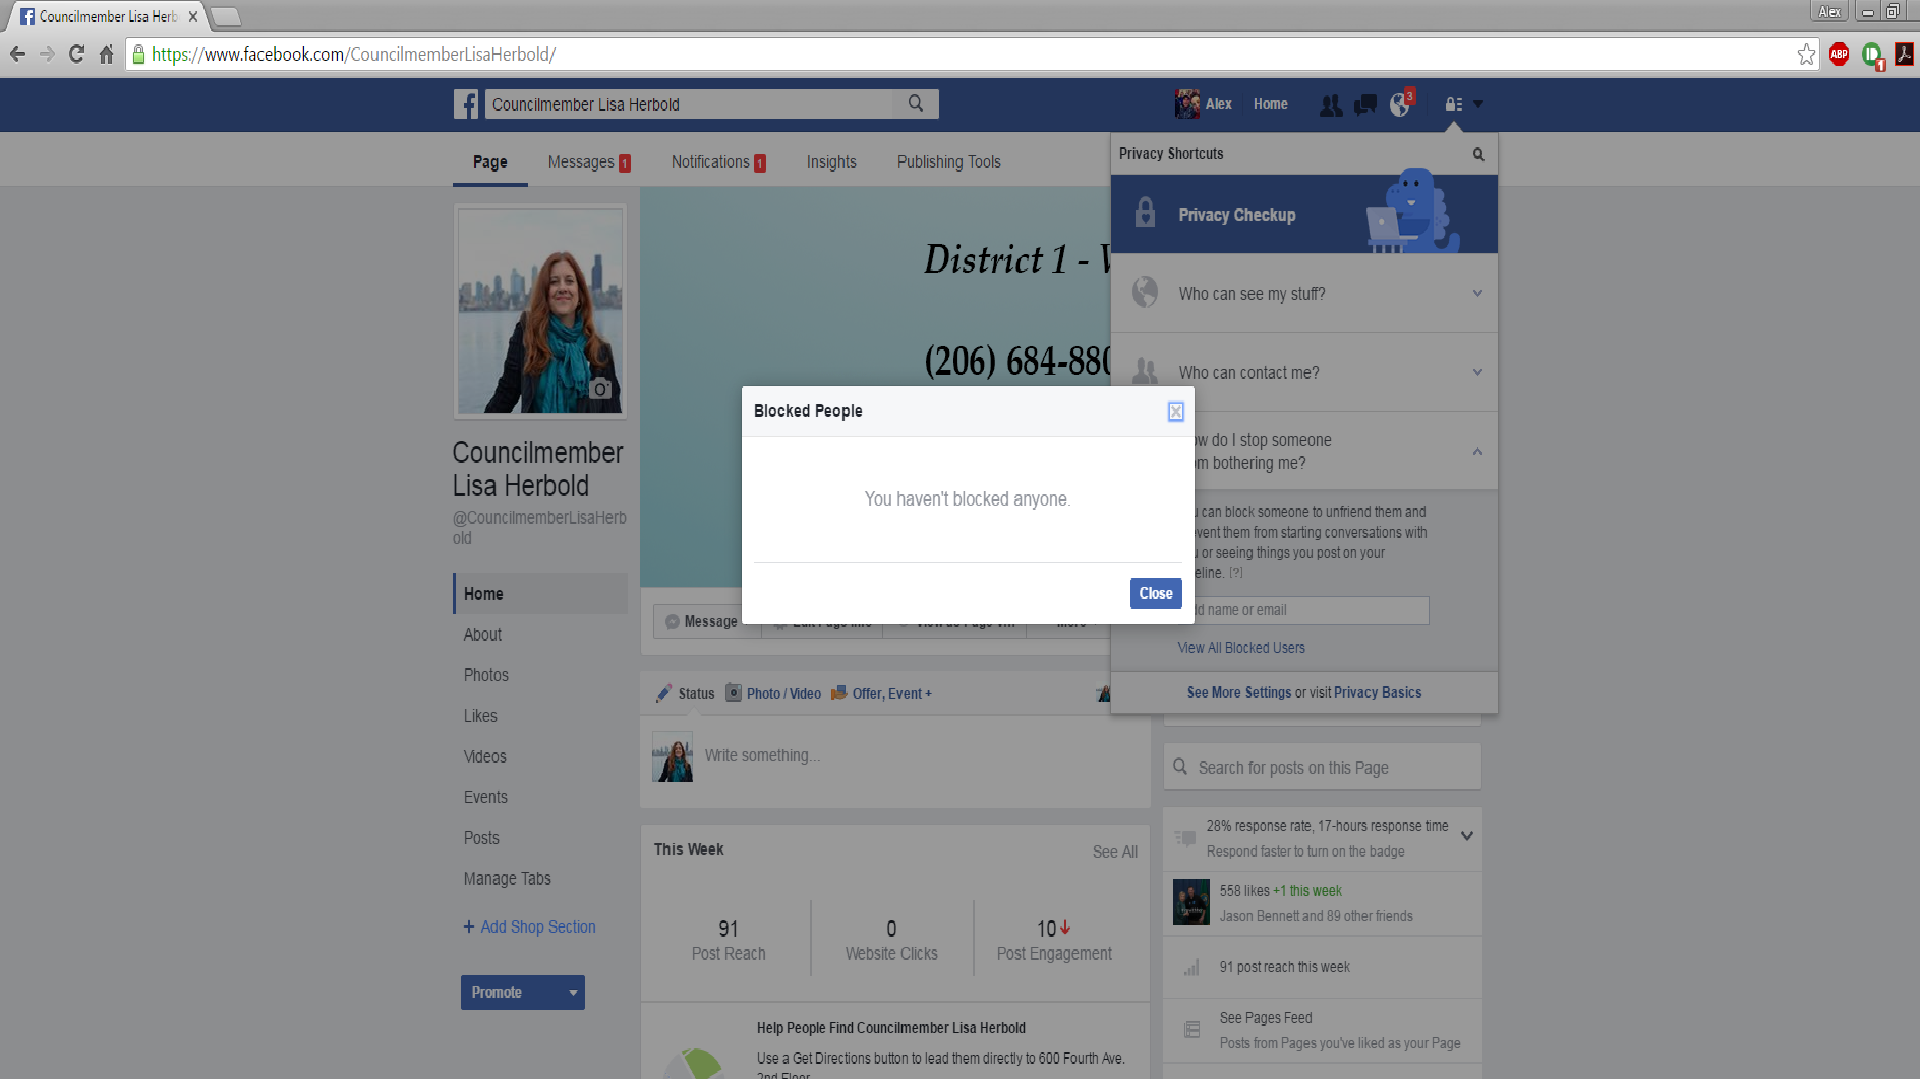 Councilmember Lisa Herb
Alex
https://www.facebook.com/CouncilmemberLisaHerbold/
ABP
1
Councilmember Lisa Herbold
Alex
Home
3
Page
Messages 1
Notifications 1
Insights
Publishing Tools
Privacy Shortcuts
Privacy Checkup
Who can see my stuff?
Who can contact me?
do I stop someone
bothering me?
can block someone to unfriend them and
them from starting conversations with
or seeing things you post on your
[?]
name or email
View All Blocked Users
See More Settings or visit Privacy Basics
District 1 -
(206) 684-880
Blocked People
You haven't blocked anyone.
Close
Councilmember
Lisa Herbold
@CouncilmemberLisaHerb
old
Home
About
Photos
Likes
Videos
Events
Posts
Manage Tabs
+ Add Shop Section
Promote
Message
Status
Photo / Video
Offer, Event +
Write something...
This Week
See All
91
Post Reach
0
Website Clicks
10
Post Engagement
Help People Find Councilmember Lisa Herbold
Use a Get Directions button to lead them directly to 600 Fourth Ave.
2nd Floor
Search for posts on this Page
28% response rate, 17-hours response time
Respond faster to turn on the badge
558 likes +1 this week
Jason Bennett and 89 other friends
91 post reach this week
See Pages Feed
Posts from Pages you've liked as your Page